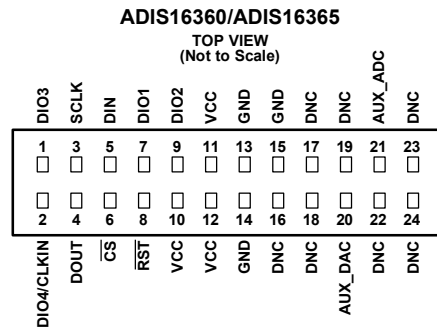 ADIS16360/ADIS16365
TOP VIEW
(Not to Scale)
DIO3 SCLK DIN DIO1 DIO2 VCC GND GND DNC DNC AUX_ADC DNC
1 3 5 7 9 11 13 15 17 19 21 23
2 4 6 8 10 12 14 16 18 20 22 24
DIO4/CLKIN DOUT C̅S̅ R̅S̅T̅ VCC VCC GND DNC DNC AUX_DAC DNC DNC